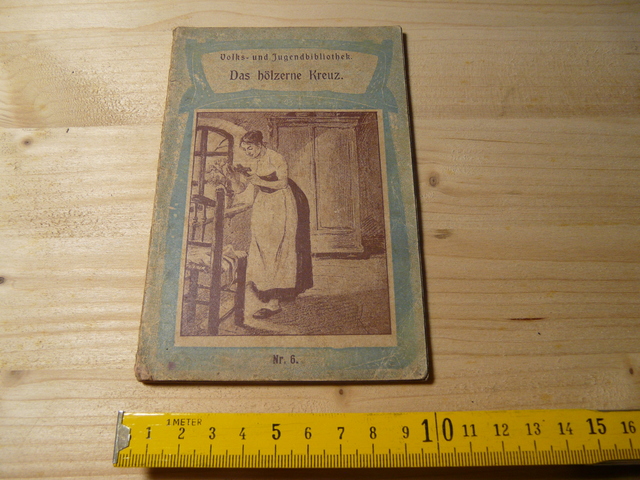 Volks- und Jugendbibliothek.
Das hölzerne Kreuz.
Nr. 6.
1 METER
1 2 3 4 5 6 7 8 9 10 11 12 13 14 15 16